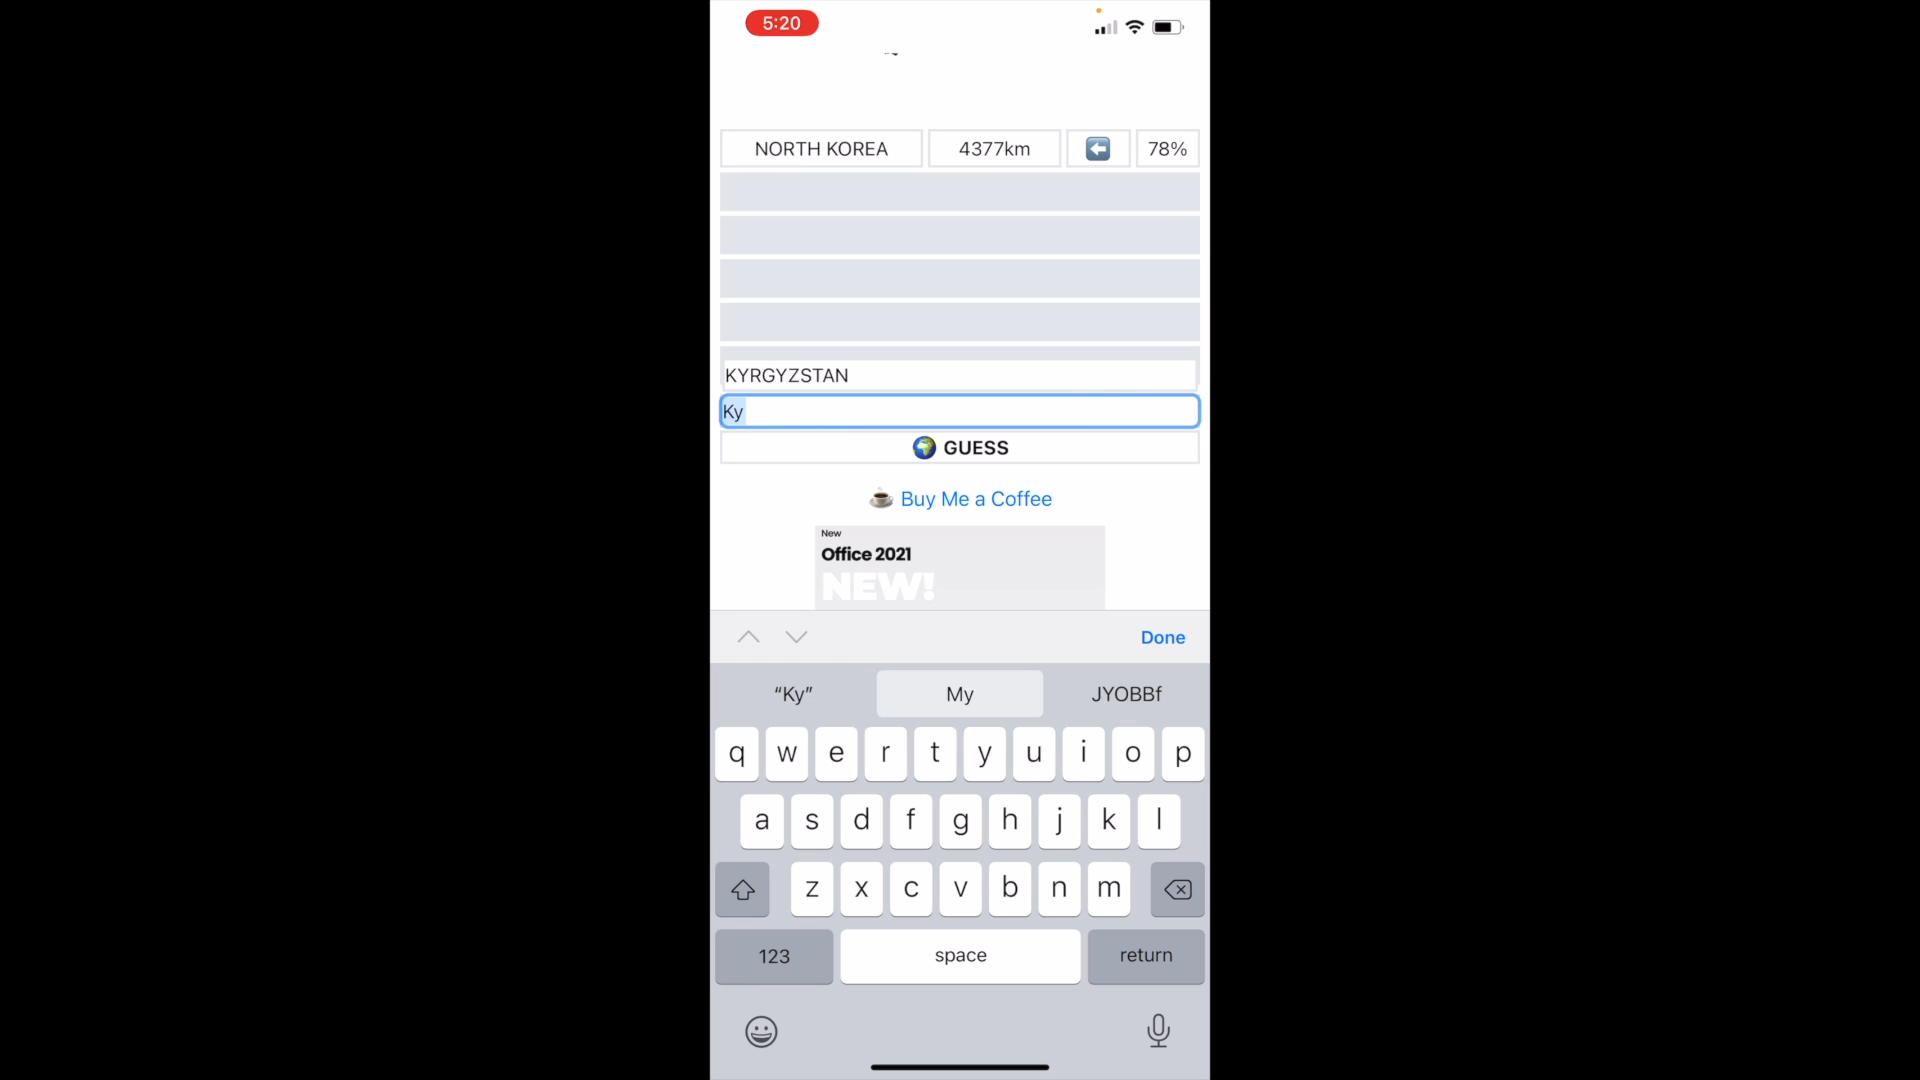 5:20
NORTH KOREA 4377km 78%
KYRGYZSTAN
Ky
GUESS
Buy Me a Coffee
New
Office 2021
NEW!
Done
“Ky” My JYOBBf
q w e r t y u i o p
a s d f g h j k l
z x c v b n m
123 space return